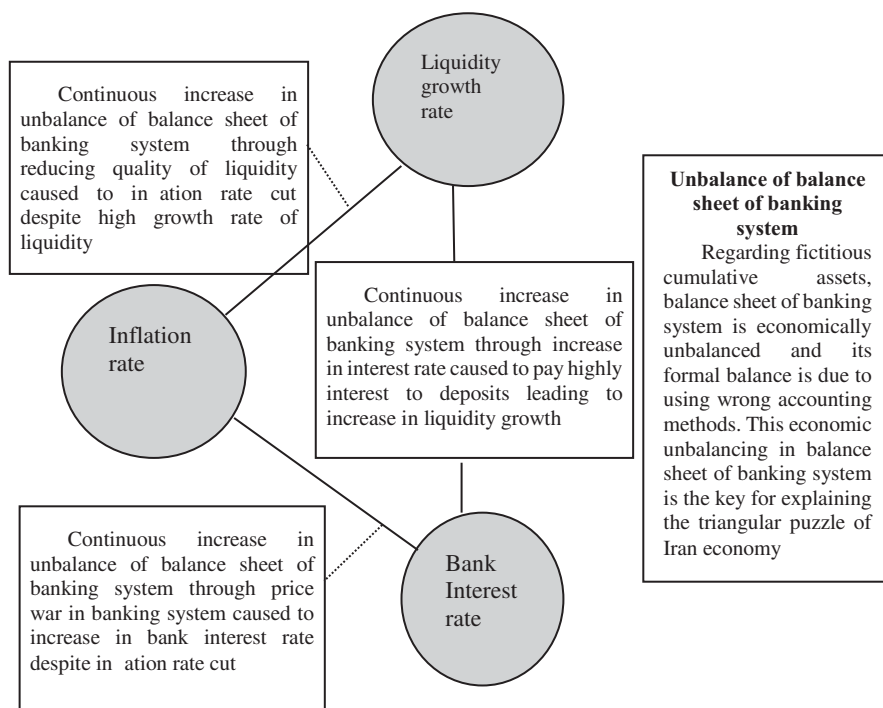 Liquidity
growth
rate
Continuous increase in
unbalance of balance sheet of
banking system through
reducing quality of liquidity
caused to in ation rate cut
despite high growth rate of
liquidity
Unbalance of balance
sheet of banking
system
Regarding fictitious
cumulative assets,
balance sheet of banking
system is economically
unbalanced and its
formal balance is due to
using wrong accounting
methods. This economic
unbalancing in balance
sheet of banking system
is the key for explaining
the triangular puzzle of
Iran economy
Inflation
rate
Continuous increase in
unbalance of balance sheet of
banking system through increase
in interest rate caused to pay highly
interest to deposits leading to
increase in liquidity growth
Continuous increase in
unbalance of balance sheet of
banking system through price
war in banking system caused to
increase in bank interest rate
despite in ation rate cut
Bank
Interest
rate